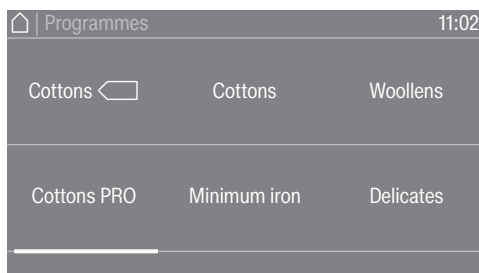 | Programmes 11:02
Cottons Cottons Woollens
Cottons PRO Minimum iron Delicates